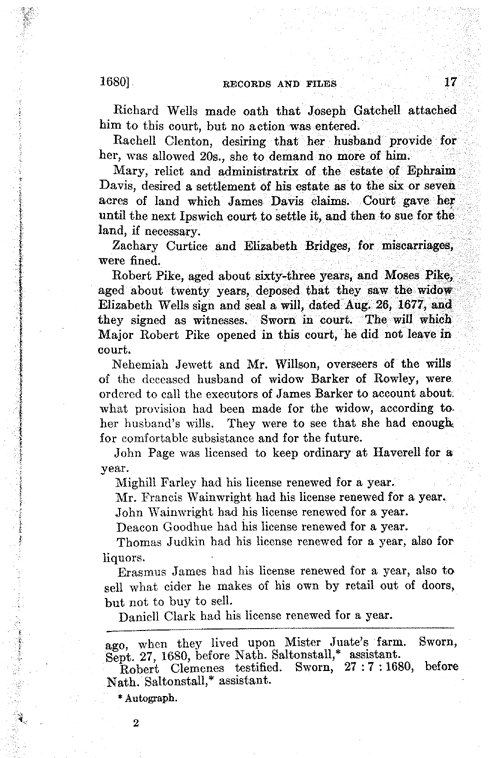 1680] RECORDS AND FILES 17
Richard Wells made oath that Joseph Gatchell attached
him to this court, but no action was entered.
Rachell Clenton, desiring that her husband provide for
her, was allowed 20s., she to demand no more of him.
Mary, relict and administratrix of the estate of Ephraim
Davis, desired a settlement of his estate as to the six or seven
acres of land which James Davis claims. Court gave her
until the next Ipswich court to settle it, and then to sue for the
land, if necessary.
Zachary Curtice and Elizabeth Bridges, for miscarriages,
were fined.
Robert Pike, aged about sixty-three years, and Moses Pike,
aged about twenty years, deposed that they saw the widow
Elizabeth Wells sign and seal a will, dated Aug. 26, 1677, and
they signed as witnesses. Sworn in court. The will which
Major Robert Pike opened in this court, he did not leave in
court.
Nehemiah Jewett and Mr. Willson, overseers of the wills
of the deceased husband of widow Barker of Rowley, were
ordered to call the executors of James Barker to account about
what provision had been made for the widow, according to
her husband's wills. They were to see that she had enough
for comfortable subsistance and for the future.
John Page was licensed to keep ordinary at Haverell for a
year.
Mighill Farley had his license renewed for a year.
Mr. Francis Wainwright had his license renewed for a year.
John Wainwright had his license renewed for a year.
Deacon Goodhue had his license renewed for a year.
Thomas Judkin had his license renewed for a year, also for
liquors.
Erasmus James had his license renewed for a year, also to
sell what cider he makes of his own by retail out of doors,
but not to buy to sell.
Daniell Clark had his license renewed for a year.
ago, when they lived upon Mister Juate's farm. Sworn,
Sept. 27, 1680, before Nath. Saltonstall,* assistant.
Robert Clemenes testified. Sworn, 27 : 7 : 1680, before
Nath. Saltonstall,* assistant.
* Autograph.
2